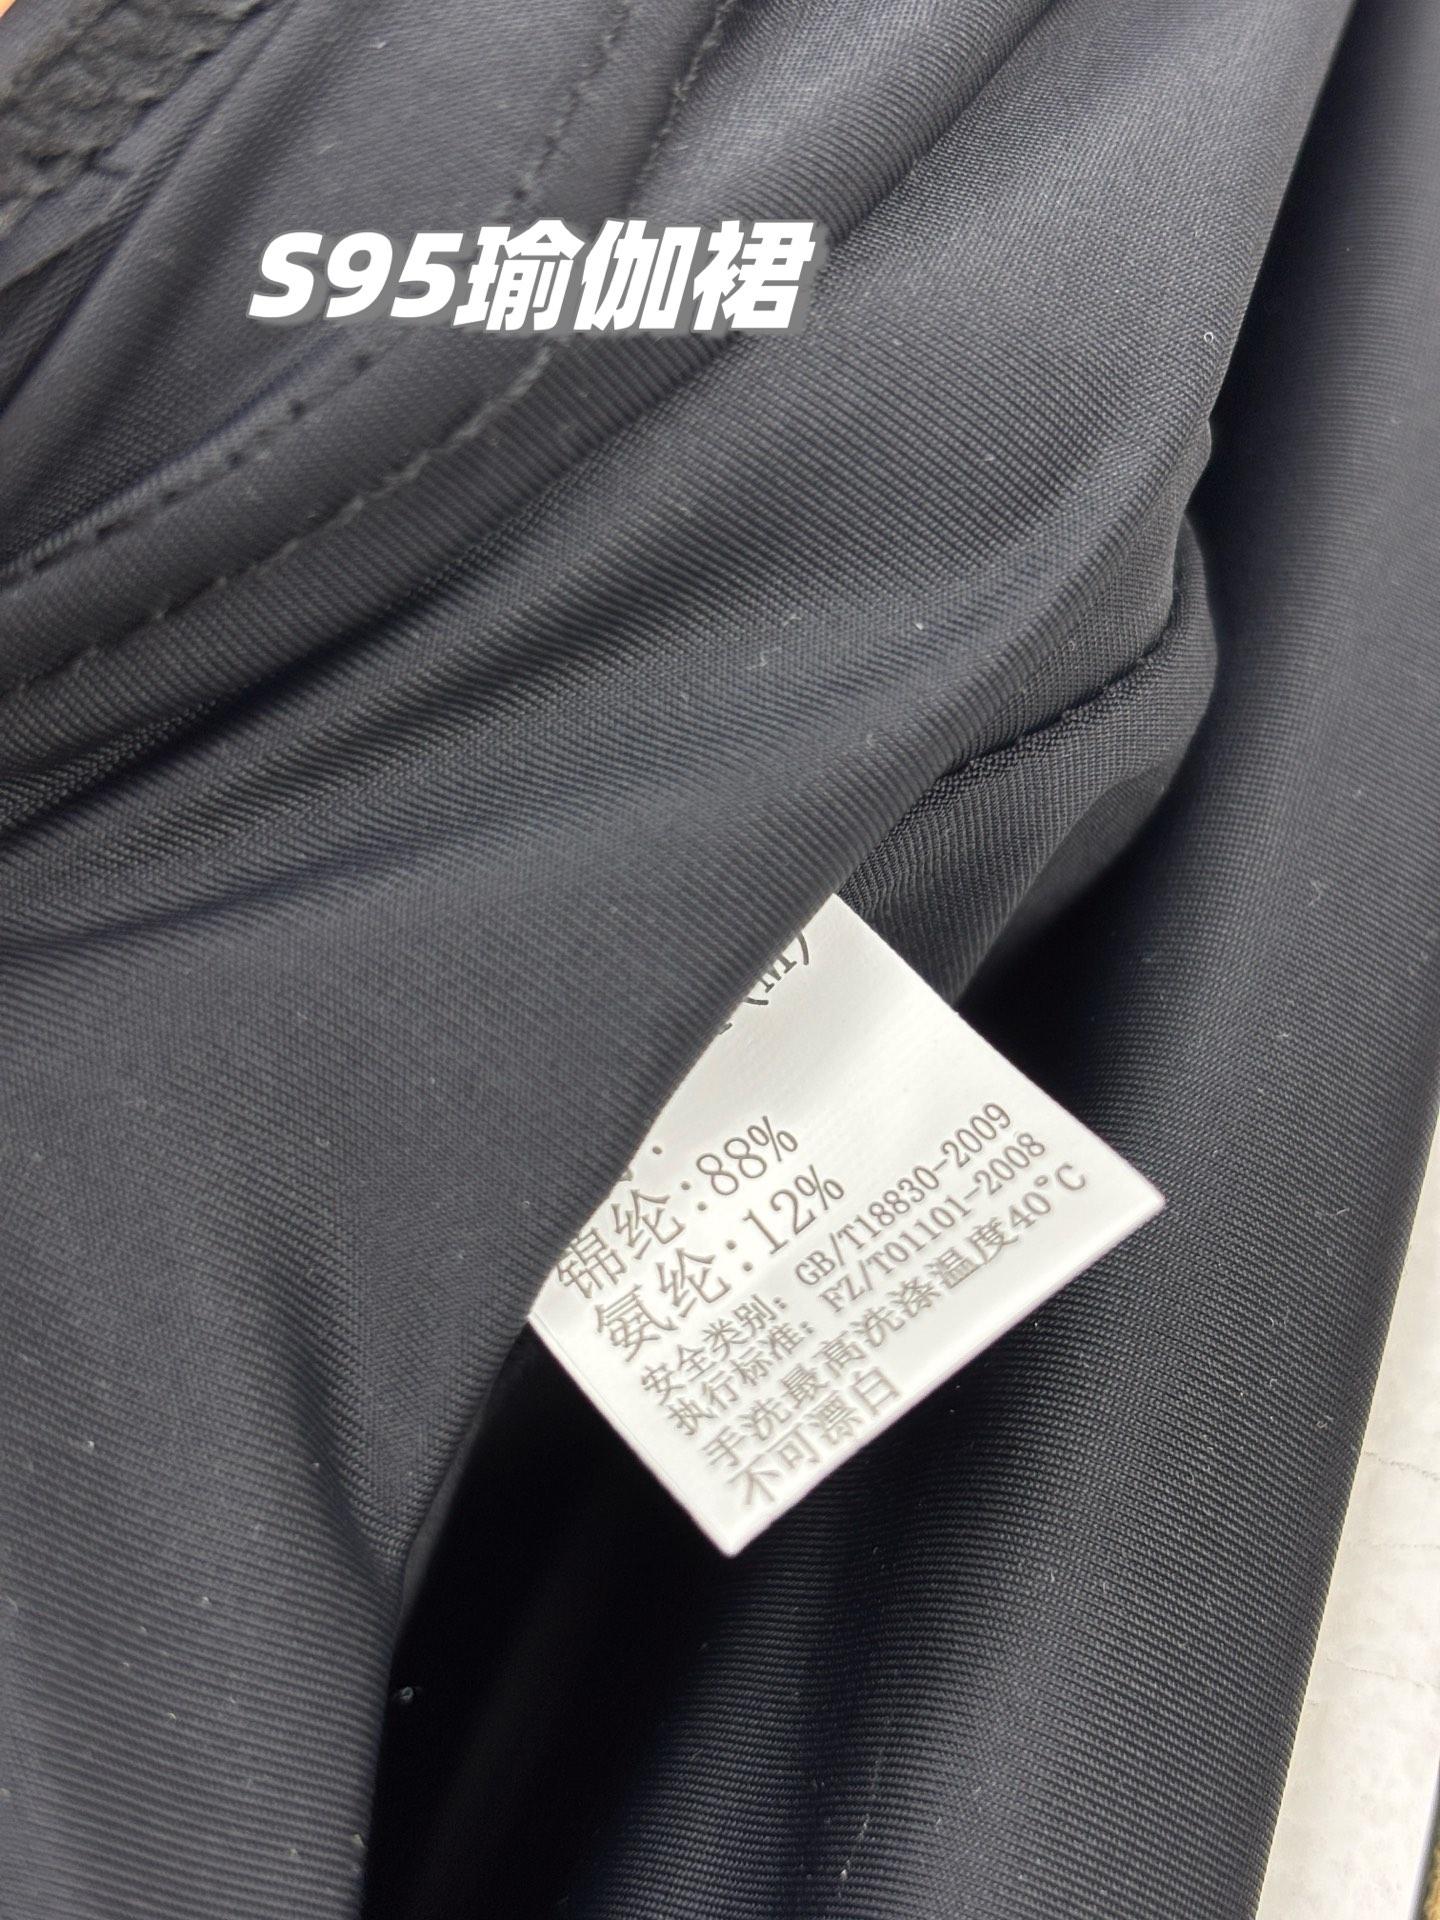 S95瑜伽裙
(M)
锦纶:88%
氨纶:12%
安全类别: GB/T18830-2009
执行标准: FZ/T01101-2008
手洗最高洗涤温度40℃
不可漂白